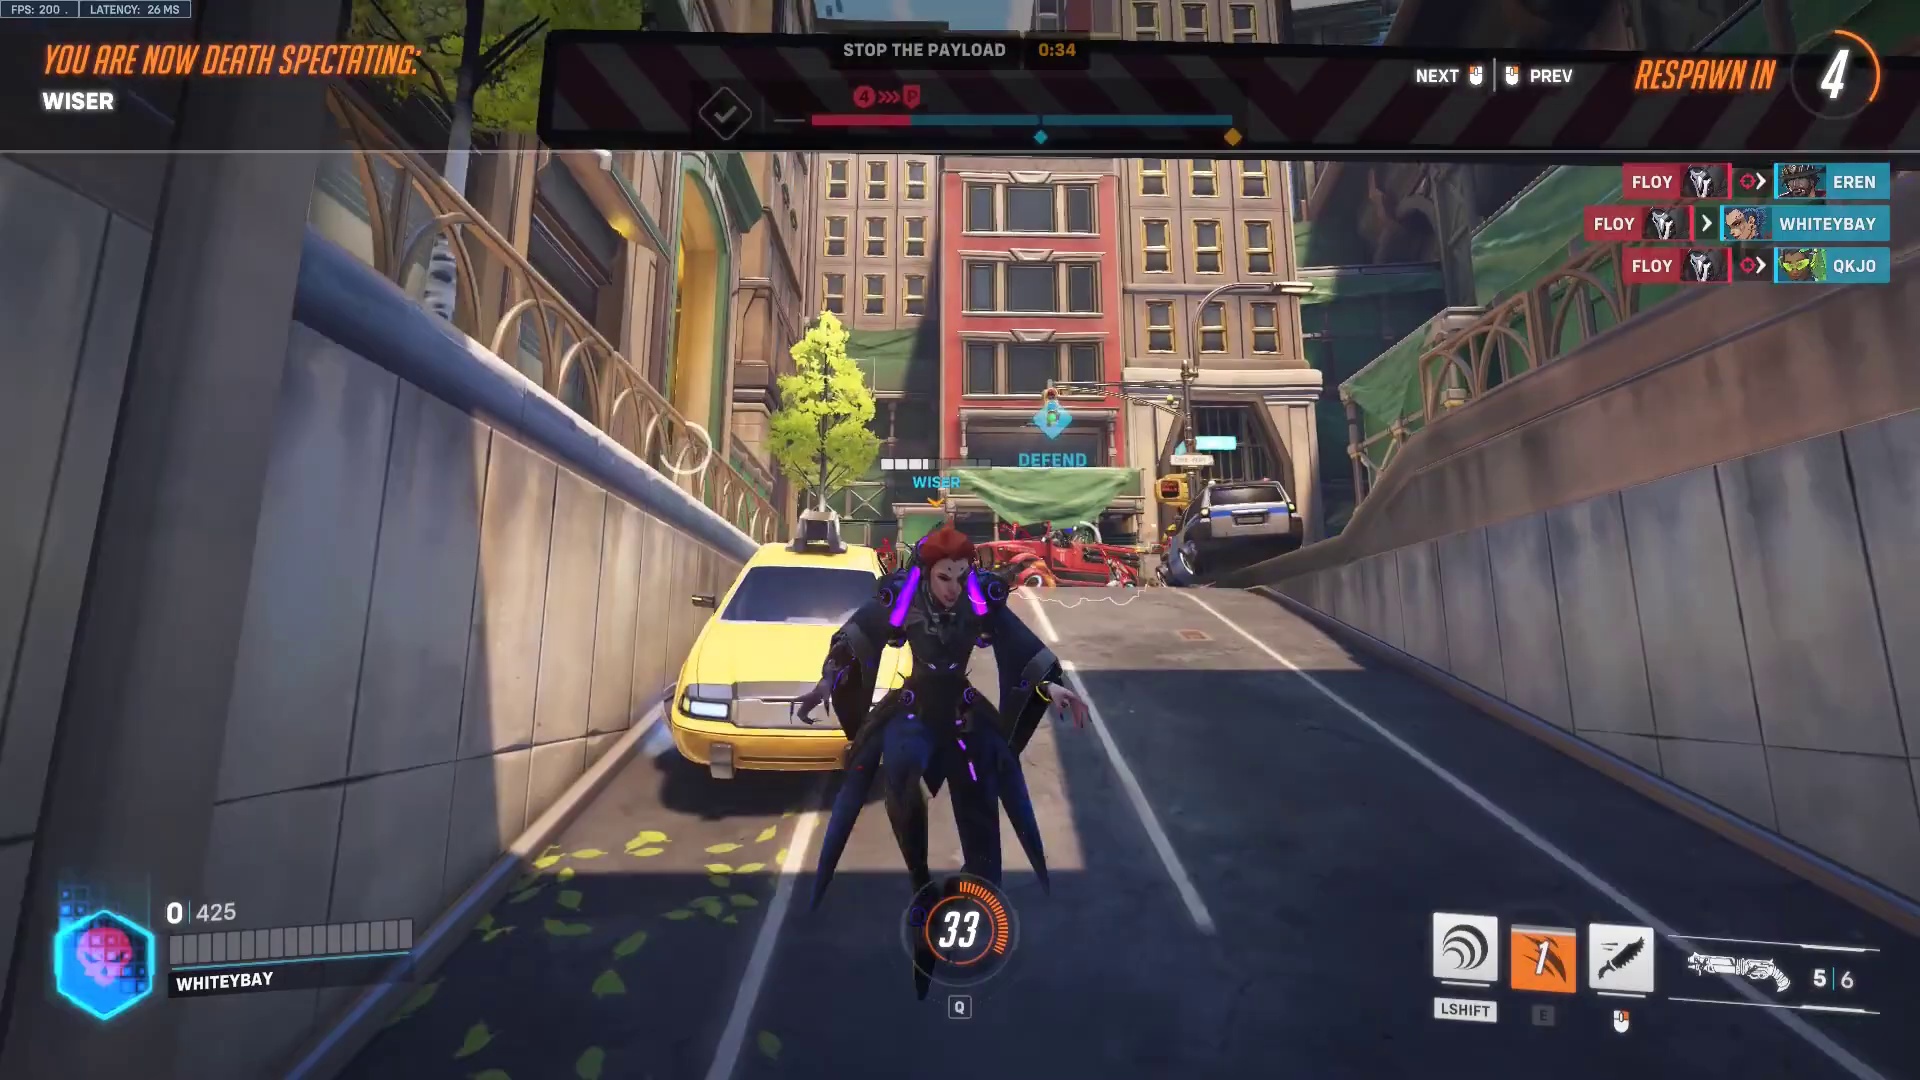 FPS: 200 . LATENCY: 26 MS
YOU ARE NOW DEATH SPECTATING:
WISER
STOP THE PAYLOAD 0:34
NEXT PREV
RESPAWN IN 4
4 P
FLOY EREN
FLOY WHITEYBAY
FLOY QKJO
DEFEND
WISER
0 425
WHITEYBAY
33
Q
1
5 6
LSHIFT E